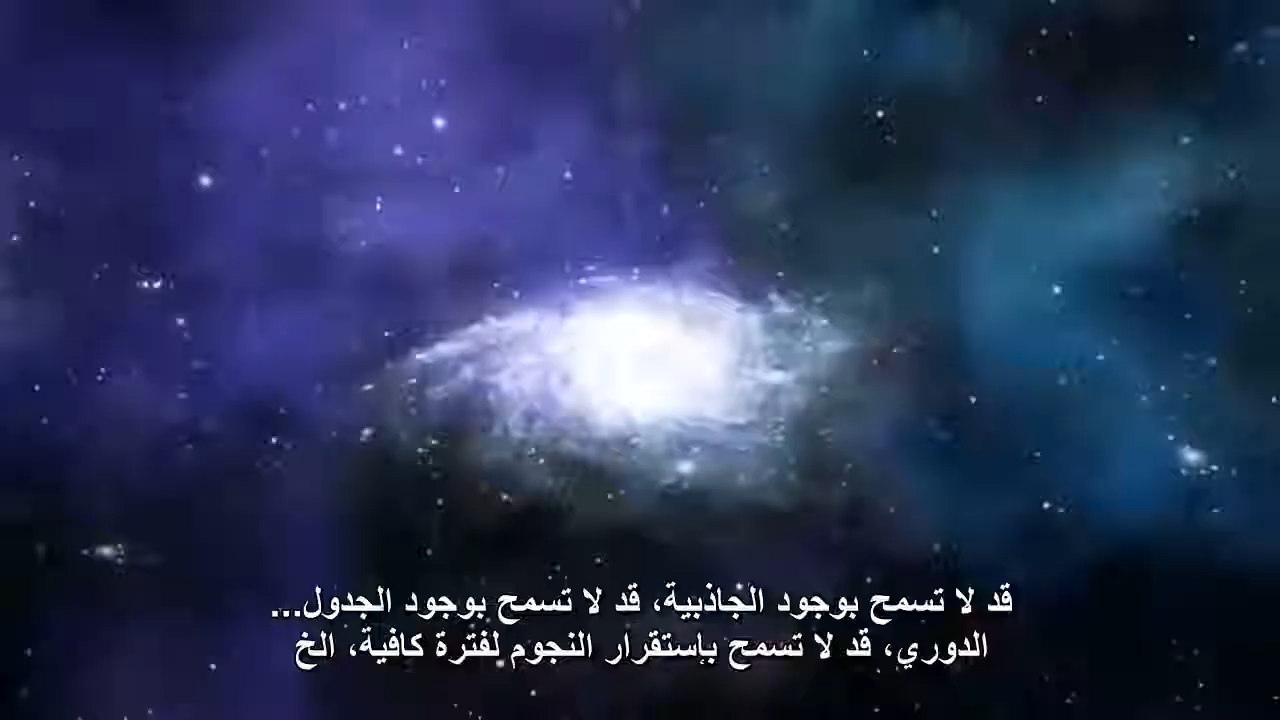 قد لا تسمح بوجود الجاذبية، قد لا تسمح بوجود الجدول...
الدوري، قد لا تسمح بإستقرار النجوم لفترة كافية، الخ